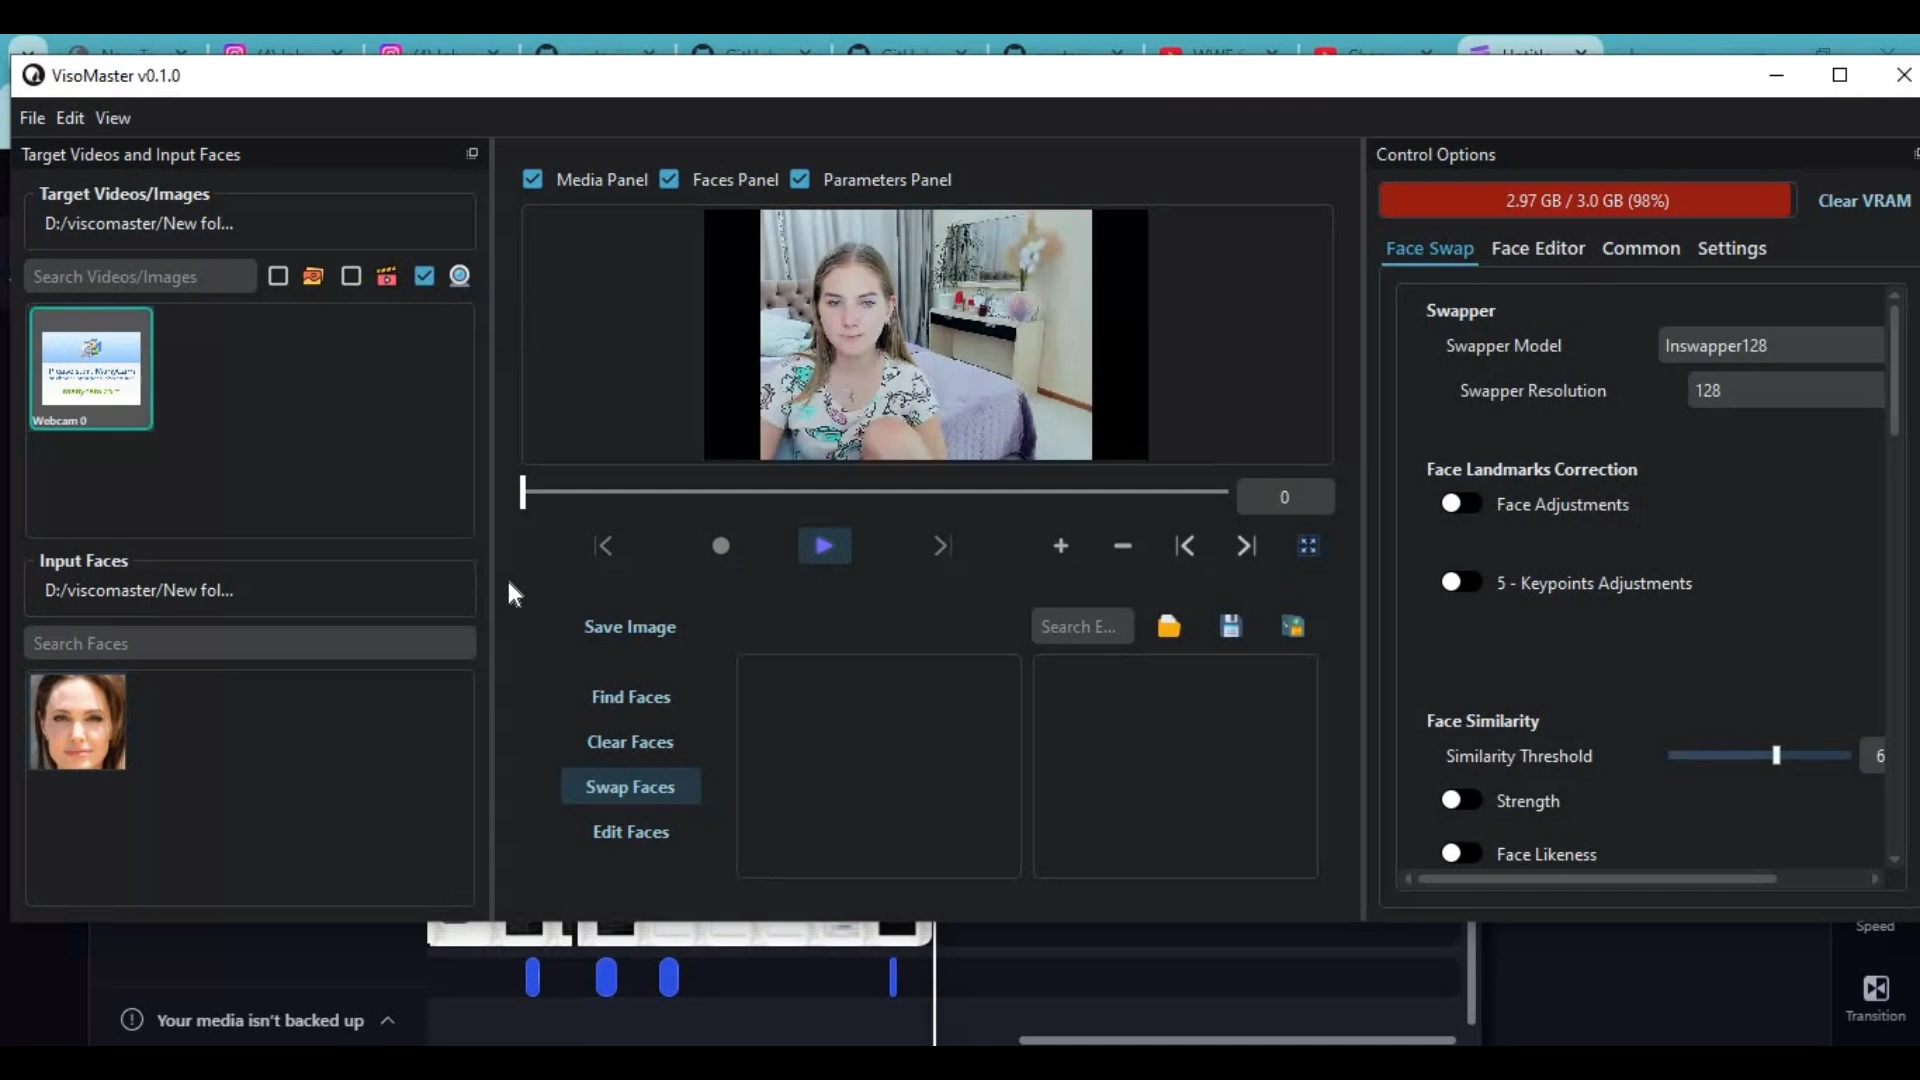 VisoMaster v0.1.0
File Edit View
Target Videos and Input Faces
Target Videos/Images
D:/viscomaster/New fol...
Search Videos/Images
Webcam 0
Input Faces
D:/viscomaster/New fol...
Search Faces
Media Panel Faces Panel Parameters Panel
0
Save Image
Search E...
Find Faces
Clear Faces
Swap Faces
Edit Faces
Control Options
2.97 GB / 3.0 GB (98%) Clear VRAM
Face Swap Face Editor Common Settings
Swapper
Swapper Model Inswapper128
Swapper Resolution 128
Face Landmarks Correction
Face Adjustments
5 - Keypoints Adjustments
Face Similarity
Similarity Threshold 6
Strength
Face Likeness
Speed
Your media isn't backed up
Transition